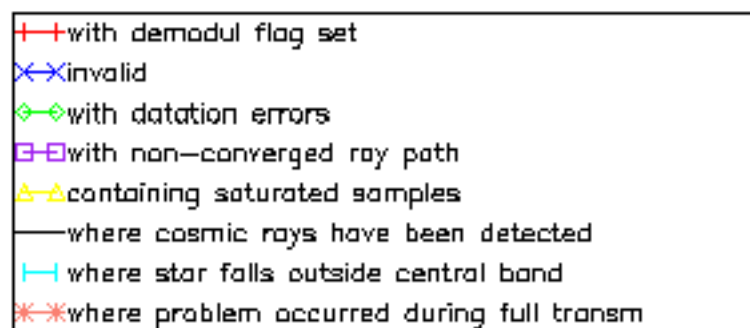 with demodul flag set
invalid
with datation errors
with non-converged ray path
containing saturated samples
where cosmic rays have been detected
where star falls outside central band
where problem occurred during full transm